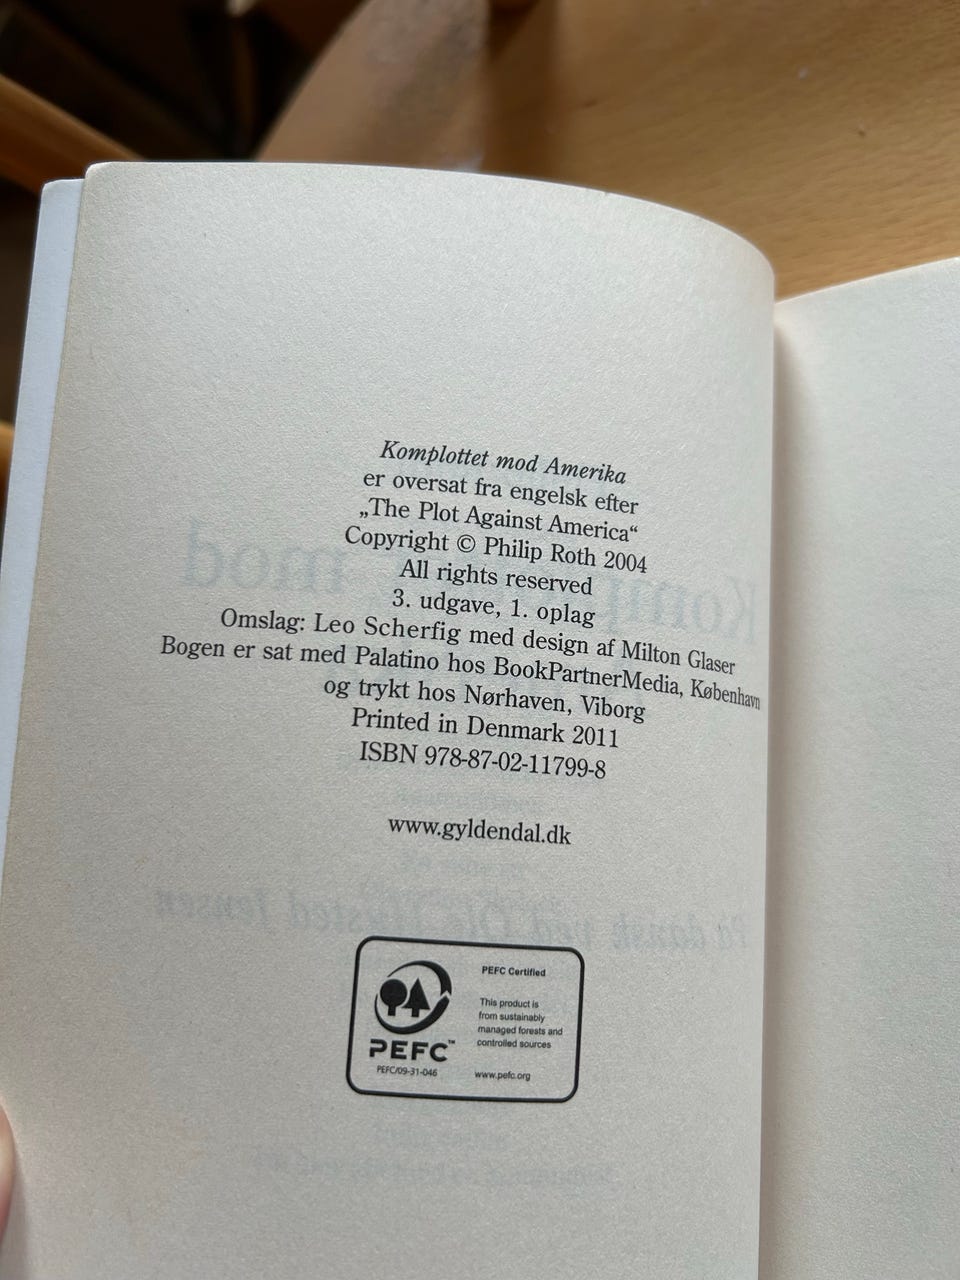 Komplottet mod Amerika
er oversat fra engelsk efter
„The Plot Against America“
Copyright © Philip Roth 2004
All rights reserved
3. udgave, 1. oplag
Omslag: Leo Scherfig med design af Milton Glaser
Bogen er sat med Palatino hos BookPartnerMedia, København
og trykt hos Nørhaven, Viborg
Printed in Denmark 2011
ISBN 978-87-02-11799-8
www.gyldendal.dk
PEFC™
PEFC/09-31-046
PEFC Certified
This product is
from sustainably
managed forests and
controlled sources
www.pefc.org